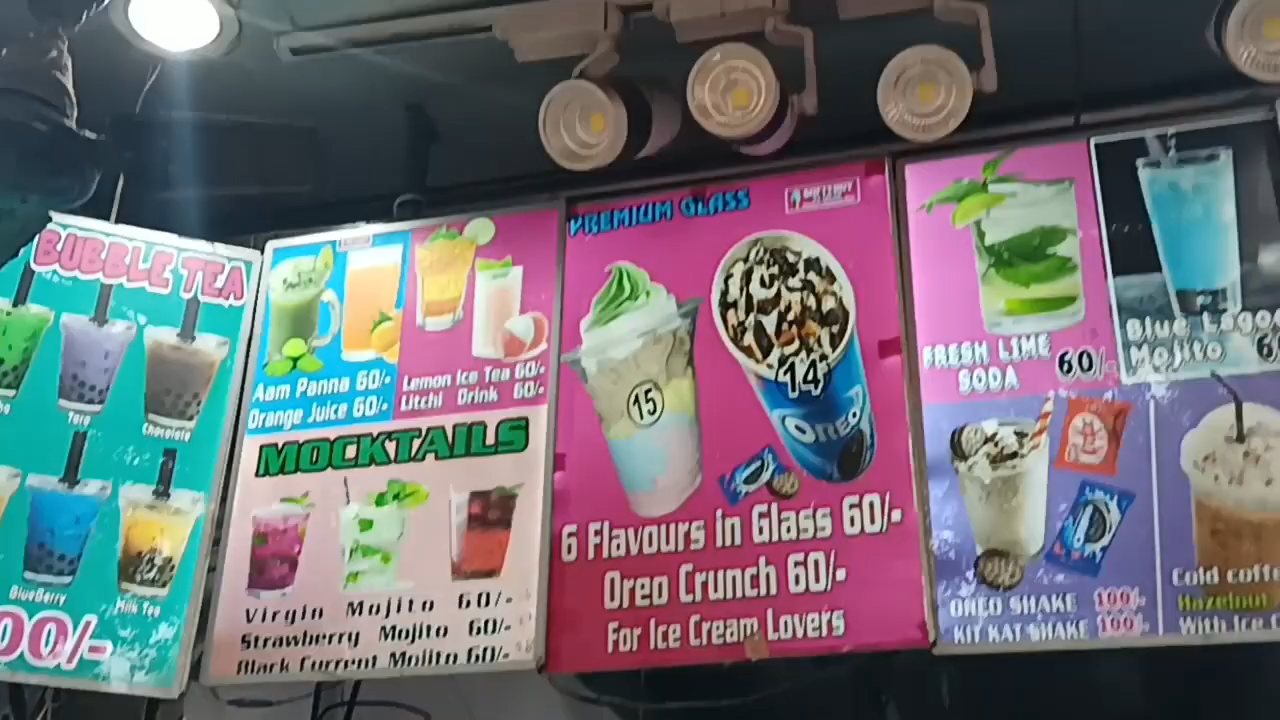 BUBBLE TEA
Taro
Chocolate
BlueBerry
Milk Tea
00/-
Aam Panna 60/-
Orange Juice 60/-
Lemon Ice Tea 60/-
Litchi Drink 60/-
MOCKTAILS
Virgin Mojito 60/-
Strawberry Mojito 60/-
Black Current Mojito 60/-
PREMIUM GLASS
15
14
OREO
6 Flavours in Glass 60/-
Oreo Crunch 60/-
For Ice Cream Lovers
FRESH LIME
SODA
60/-
Blue Lago
Mojito 6
OREO SHAKE 100/-
KIT KAT SHAKE 100/-
Cold coff
Hazelnut
With Ice C